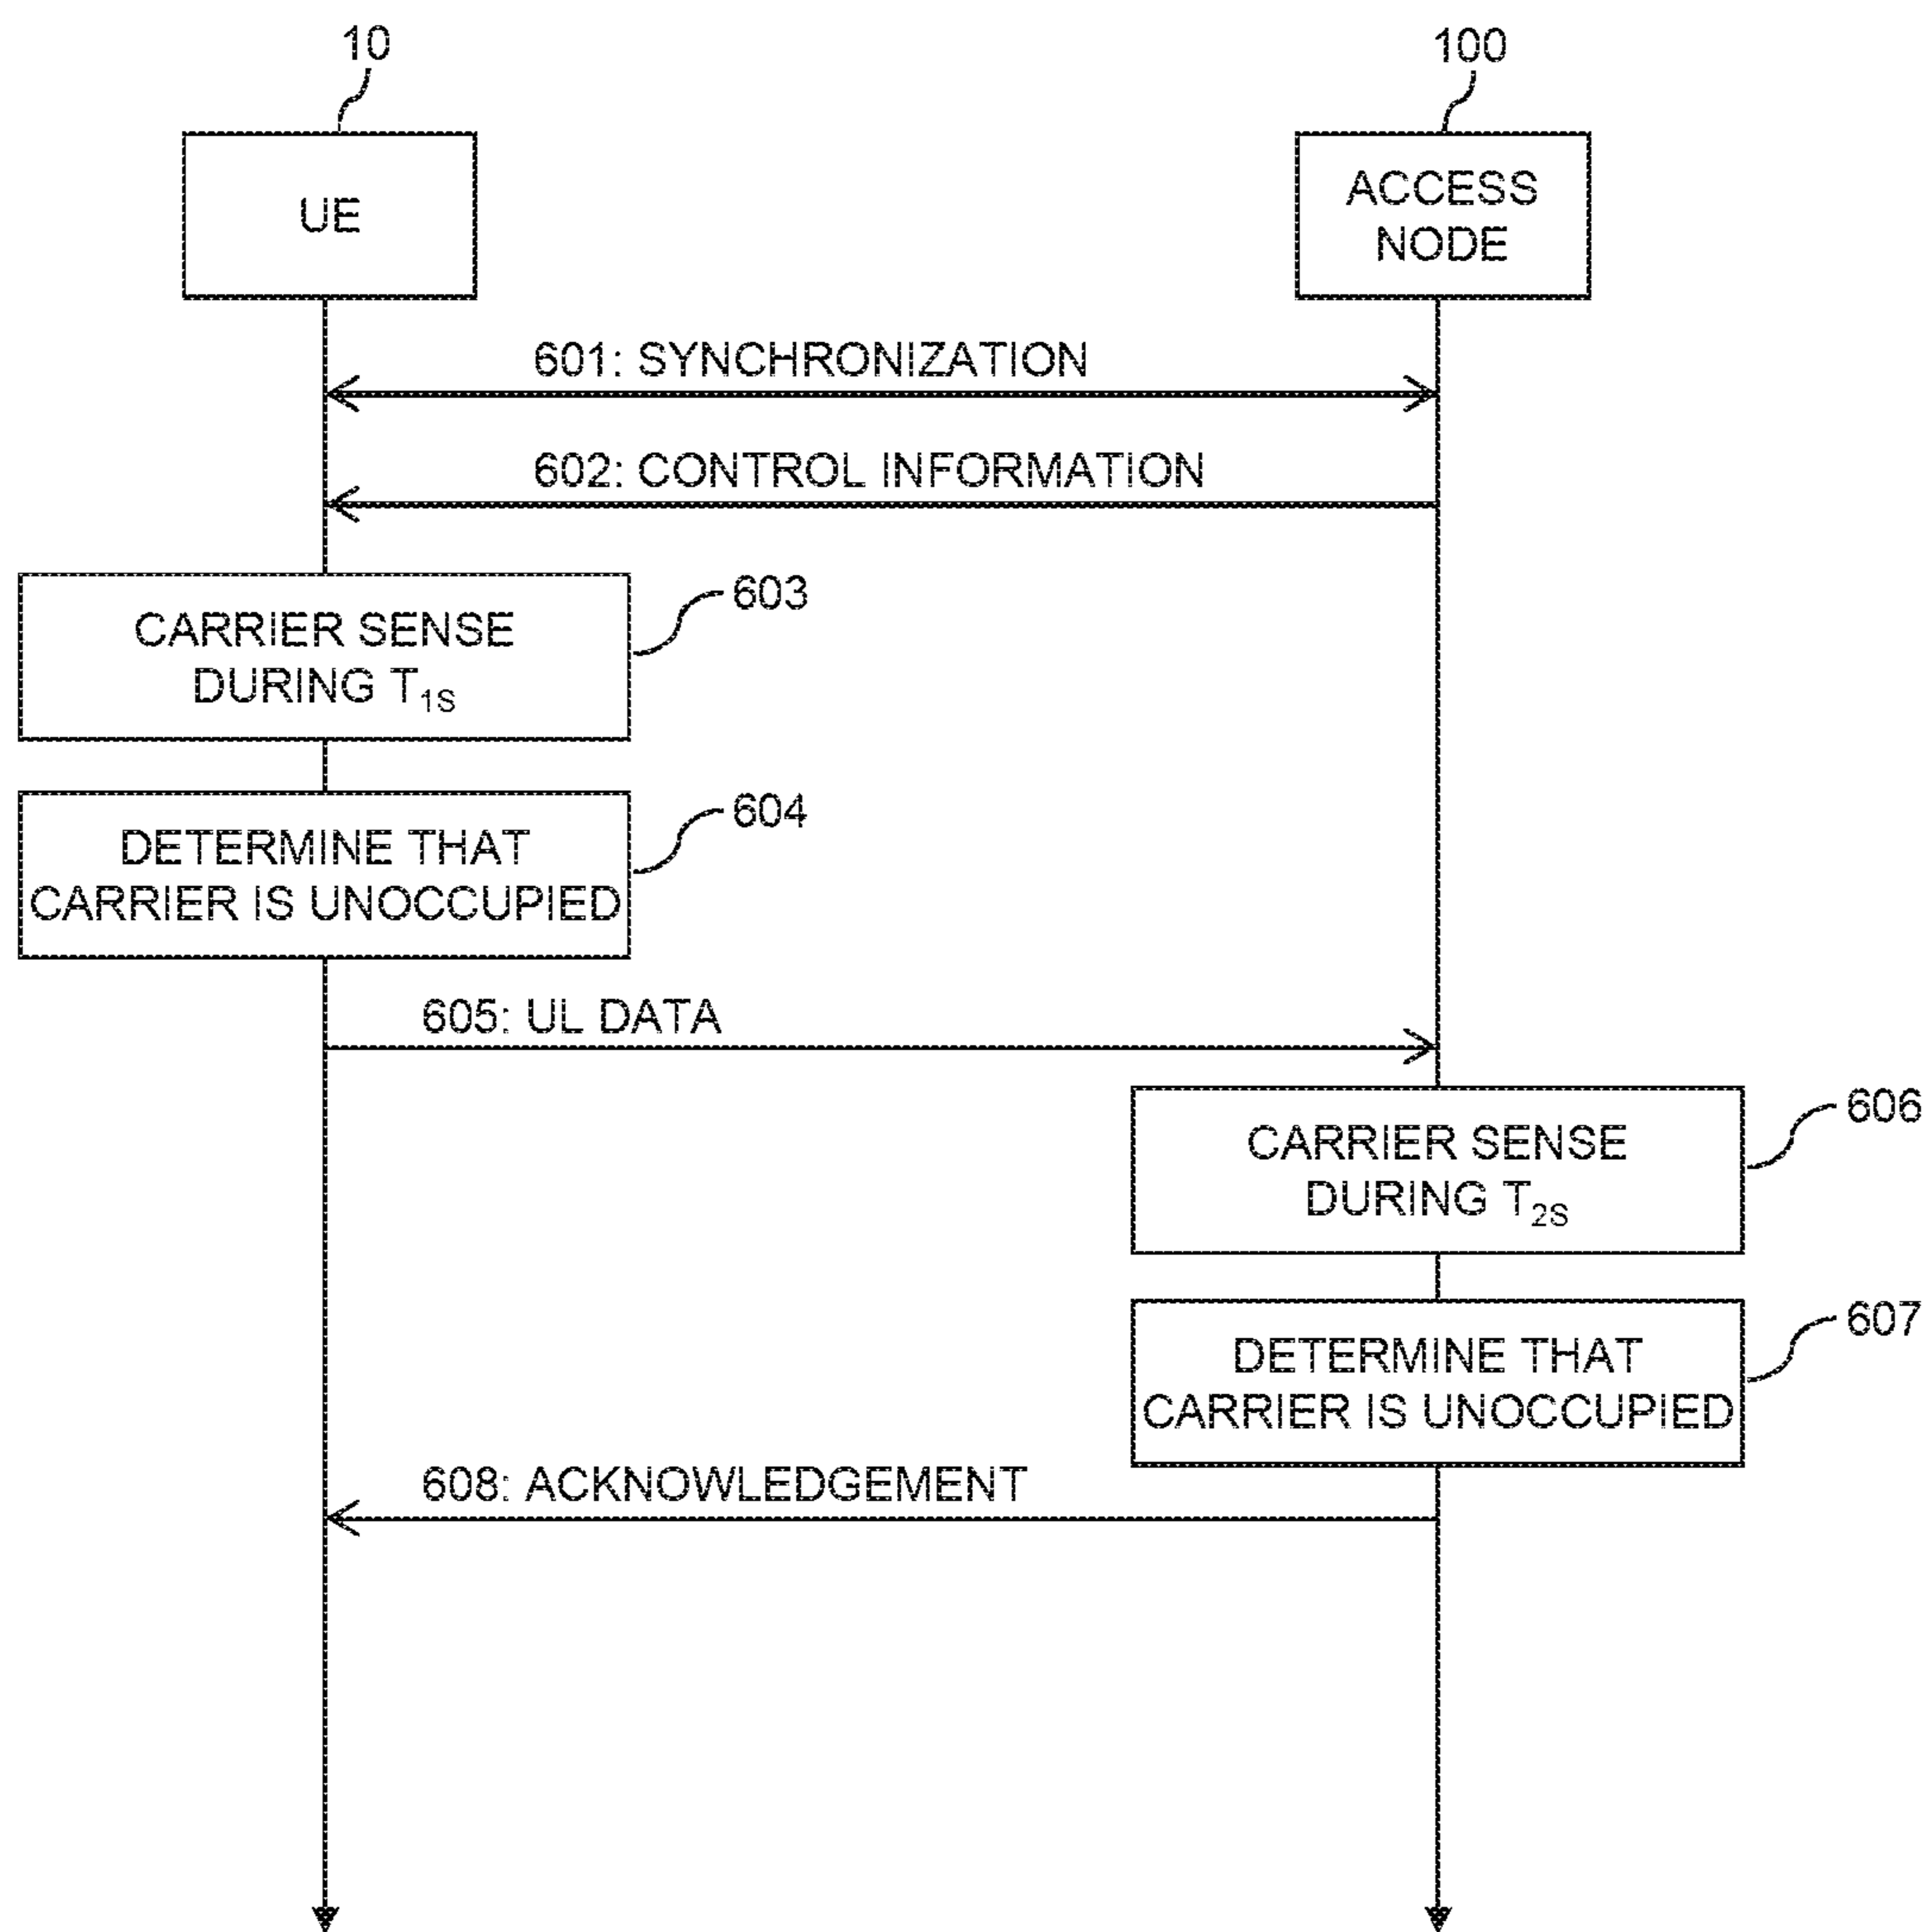 10
100
UE
ACCESS
NODE
601: SYNCHRONIZATION
602: CONTROL INFORMATION
CARRIER SENSE
DURING T1S
603
DETERMINE THAT
CARRIER IS UNOCCUPIED
604
605: UL DATA
CARRIER SENSE
DURING T2S
606
DETERMINE THAT
CARRIER IS UNOCCUPIED
607
608: ACKNOWLEDGEMENT